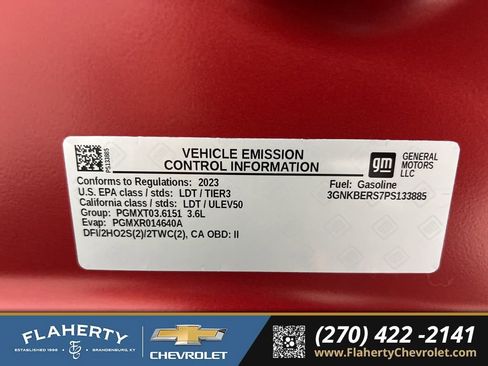 PS133885
VEHICLE EMISSION
CONTROL INFORMATION
gm
GENERAL
MOTORS
LLC
Conforms to Regulations: 2023
U.S. EPA class / stds: LDT / TIER3
California class / stds: LDT / ULEV50
Group: PGMXT03.6151 3.6L
Evap: PGMXR014640A
DFI/2HO2S(2)/2TWC(2), CA OBD: II
Fuel: Gasoline
3GNKBERS7PS133885
FLAHERTY
ESTABLISHED 1996
BRANDENBURG, KY
CHEVROLET
(270) 422 -2141
www.FlahertyChevrolet.com